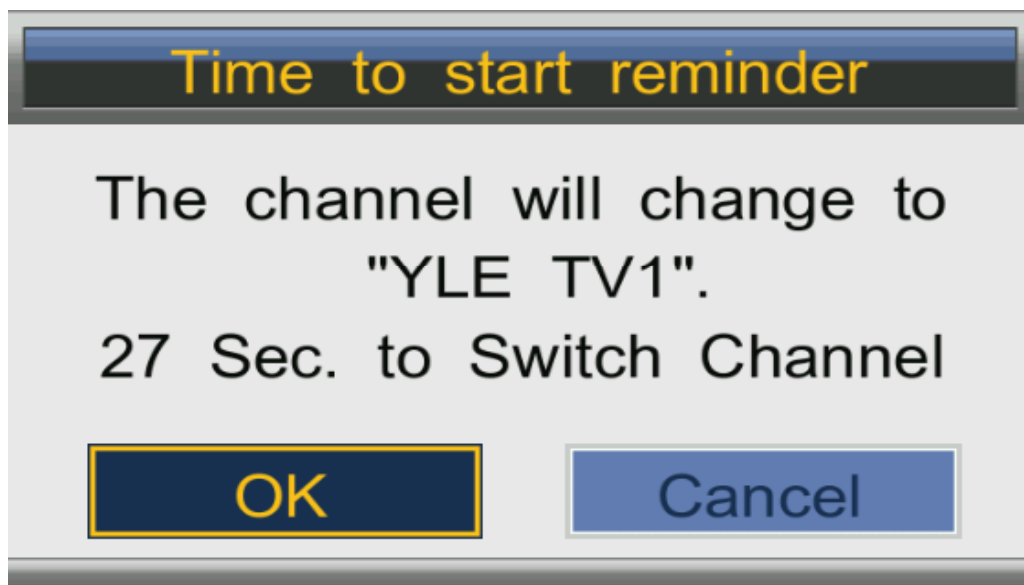 Time to start reminder
The channel will change to
"YLE TV1".
27 Sec. to Switch Channel
OK
Cancel